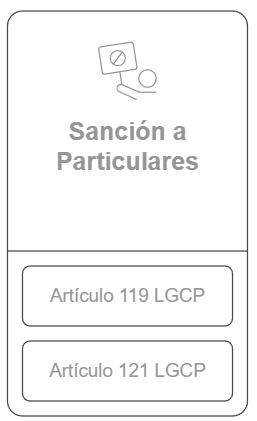 Sanción a
Particulares
Artículo 119 LGCP
Artículo 121 LGCP